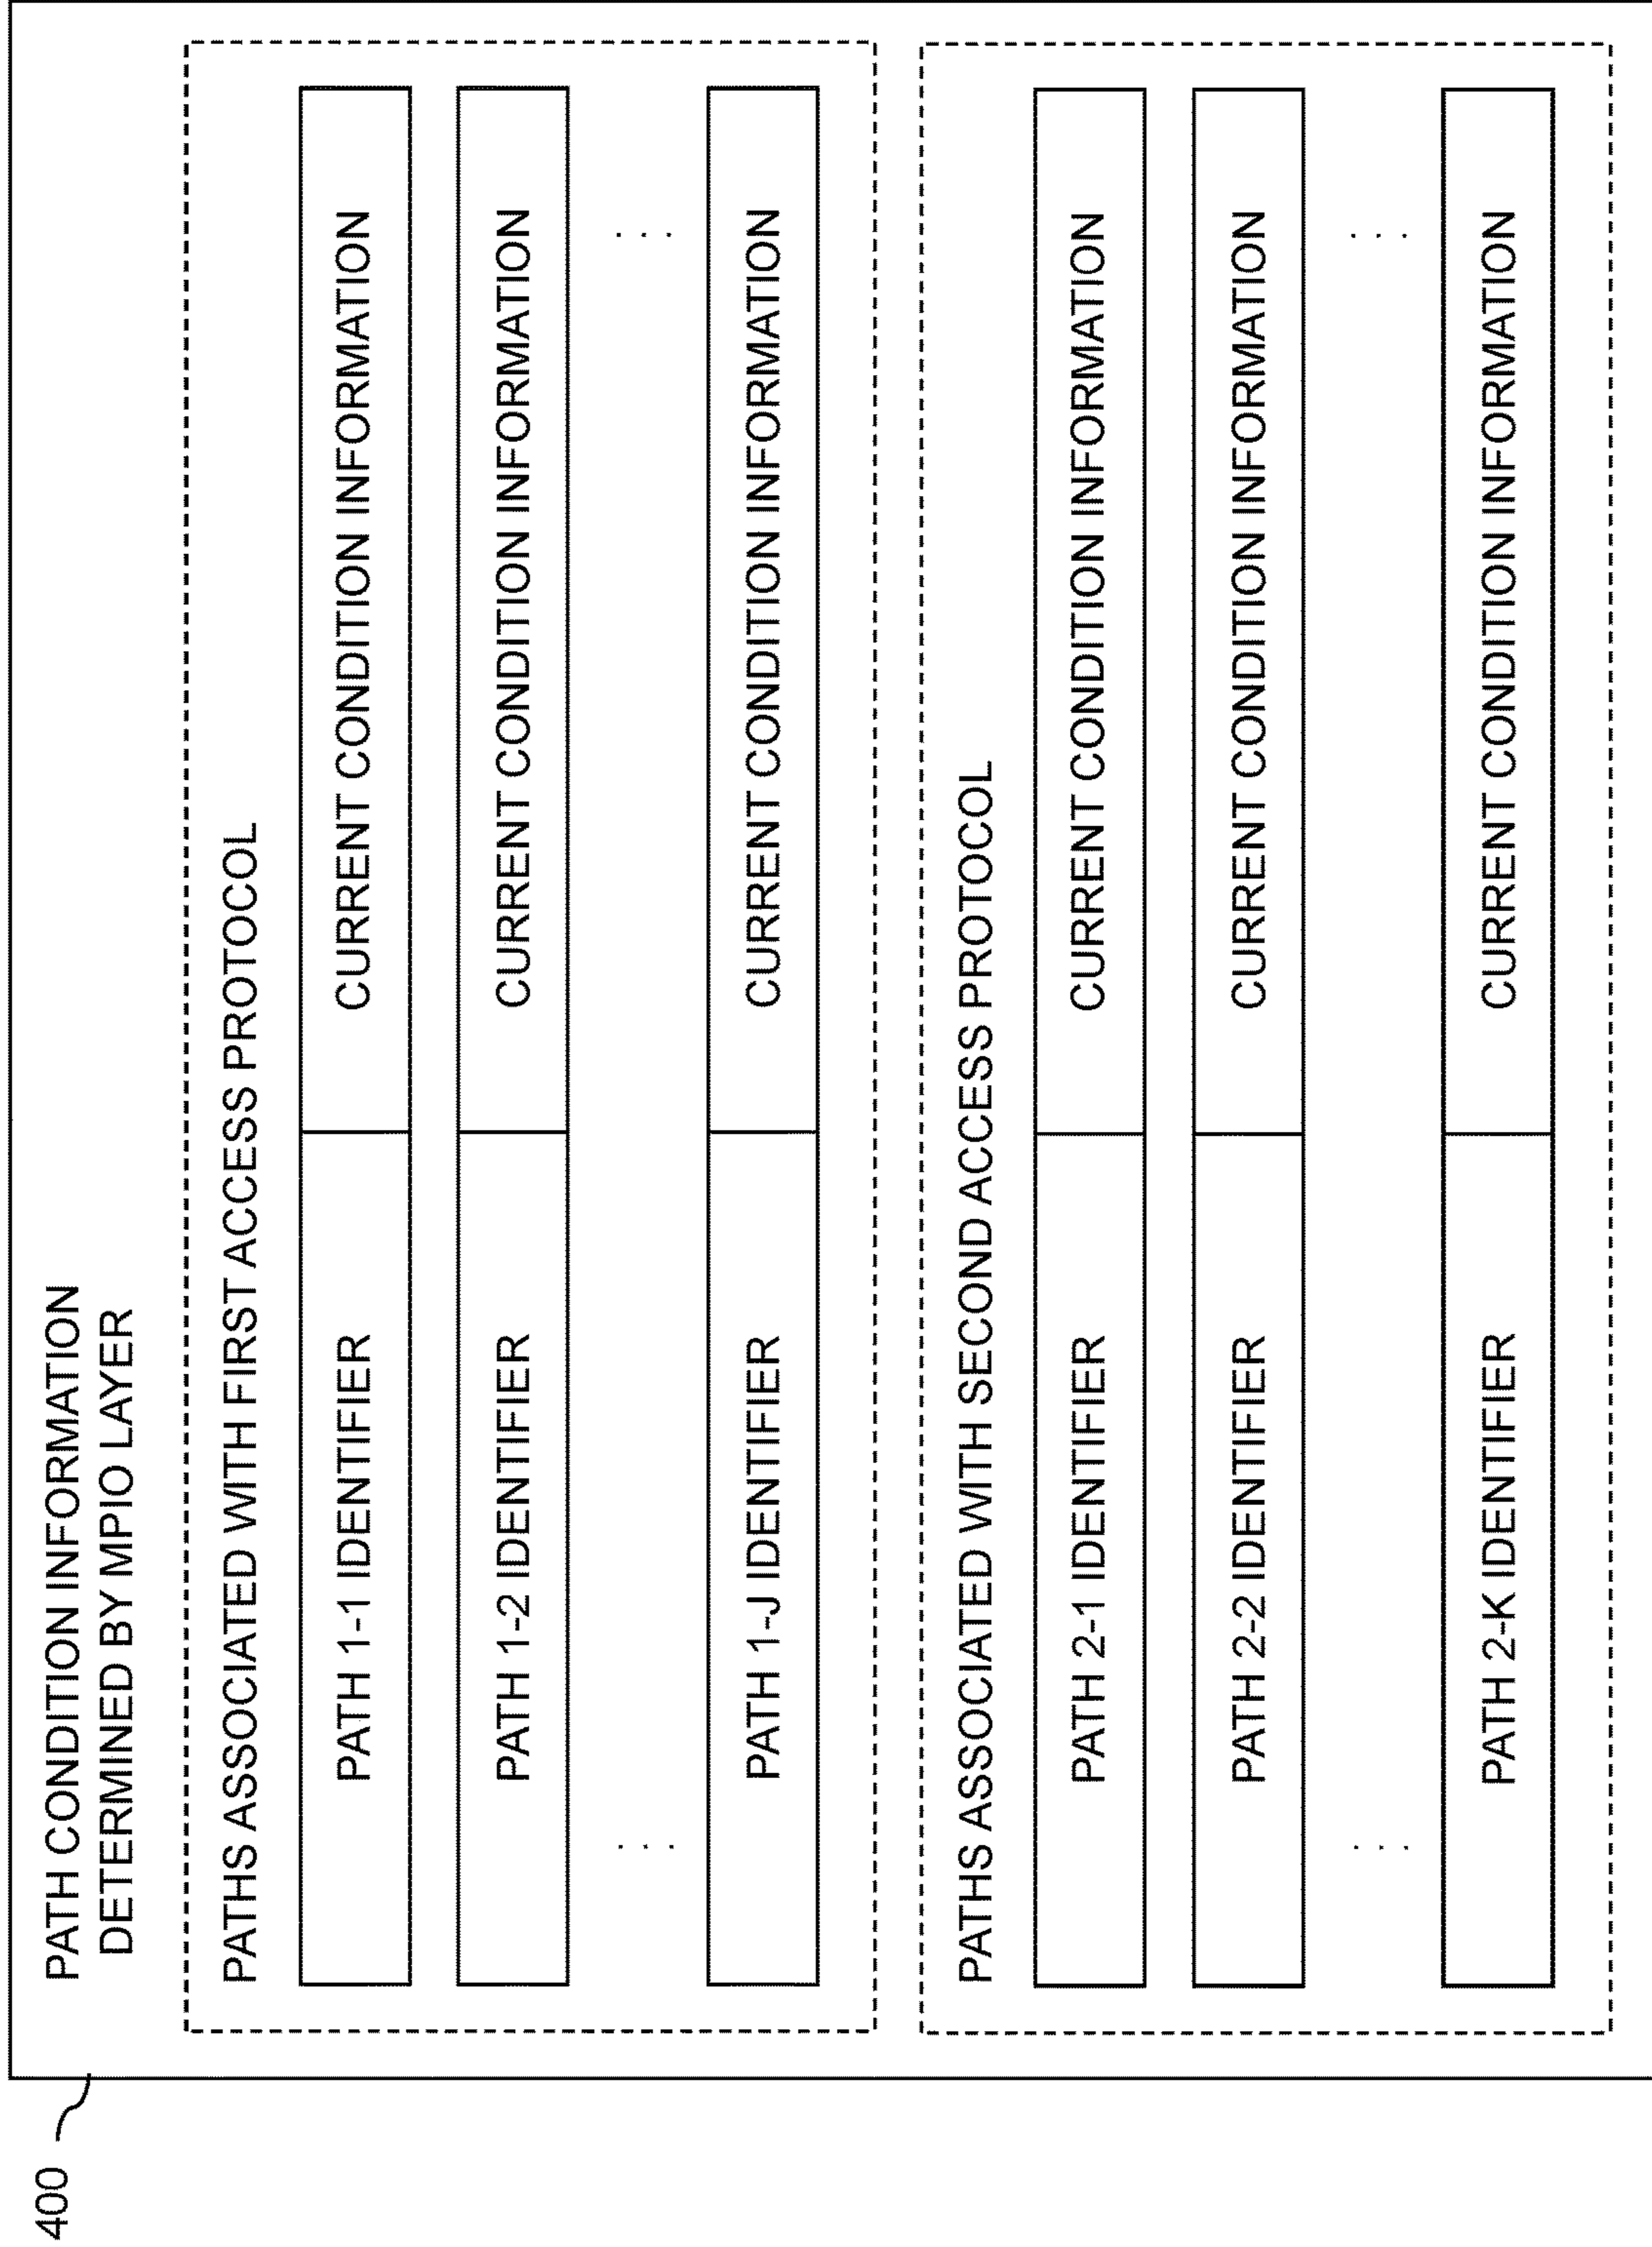 400
PATH CONDITION INFORMATION
DETERMINED BY MPIO LAYER
PATHS ASSOCIATED WITH FIRST ACCESS PROTOCOL
PATH 1-1 IDENTIFIER CURRENT CONDITION INFORMATION
PATH 1-2 IDENTIFIER CURRENT CONDITION INFORMATION
. . . . . .
PATH 1-J IDENTIFIER CURRENT CONDITION INFORMATION
PATHS ASSOCIATED WITH SECOND ACCESS PROTOCOL
PATH 2-1 IDENTIFIER CURRENT CONDITION INFORMATION
PATH 2-2 IDENTIFIER CURRENT CONDITION INFORMATION
. . . . . .
PATH 2-K IDENTIFIER CURRENT CONDITION INFORMATION